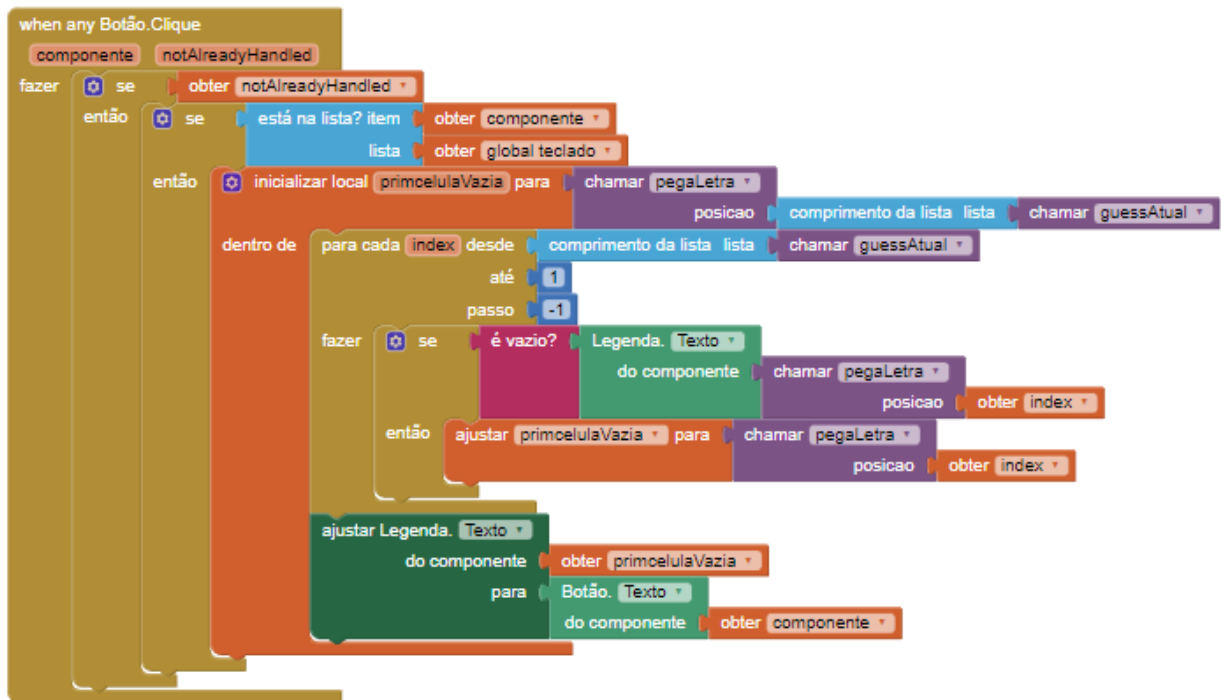 when any Botão.Clique
componente notAlreadyHandled
fazer se obter notAlreadyHandled
então se está na lista? item obter componente
lista obter global teclado
então inicializar local primcelulaVazia para chamar pegaLetra
posicao comprimento da lista lista chamar guessAtual
dentro de para cada index desde comprimento da lista lista chamar guessAtual
até 1
passo -1
fazer se é vazio? Legenda. Texto
do componente chamar pegaLetra
posicao obter index
então ajustar primcelulaVazia para chamar pegaLetra
posicao obter index
ajustar Legenda. Texto
do componente obter primcelulaVazia
para Botão. Texto
do componente obter componente